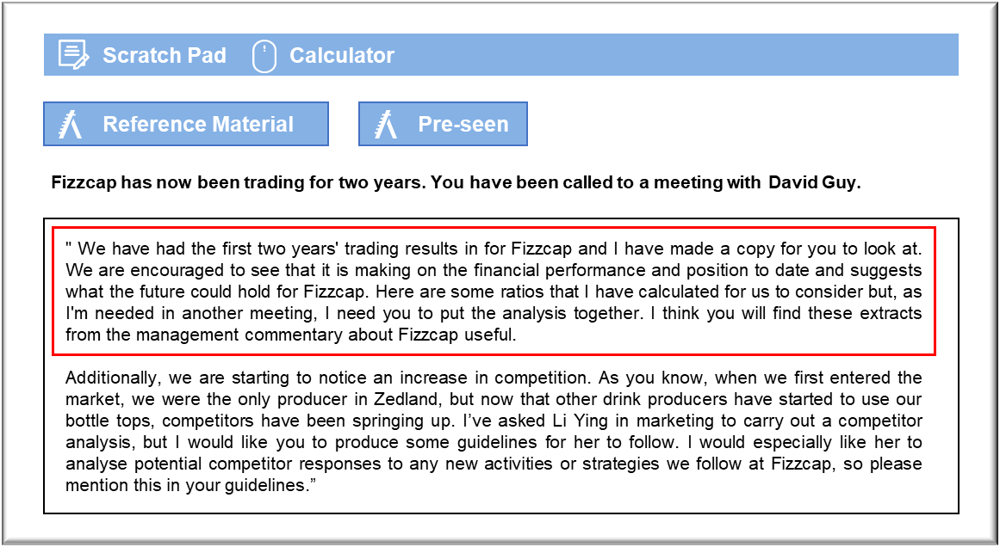 Scratch Pad Calculator
Reference Material Pre-seen
Fizzcap has now been trading for two years. You have been called to a meeting with David Guy.
" We have had the first two years' trading results in for Fizzcap and I have made a copy for you to look at.
We are encouraged to see that it is making on the financial performance and position to date and suggests
what the future could hold for Fizzcap. Here are some ratios that I have calculated for us to consider but, as
I'm needed in another meeting, I need you to put the analysis together. I think you will find these extracts
from the management commentary about Fizzcap useful.
Additionally, we are starting to notice an increase in competition. As you know, when we first entered the
market, we were the only producer in Zedland, but now that other drink producers have started to use our
bottle tops, competitors have been springing up. I’ve asked Li Ying in marketing to carry out a competitor
analysis, but I would like you to produce some guidelines for her to follow. I would especially like her to
analyse potential competitor responses to any new activities or strategies we follow at Fizzcap, so please
mention this in your guidelines.”